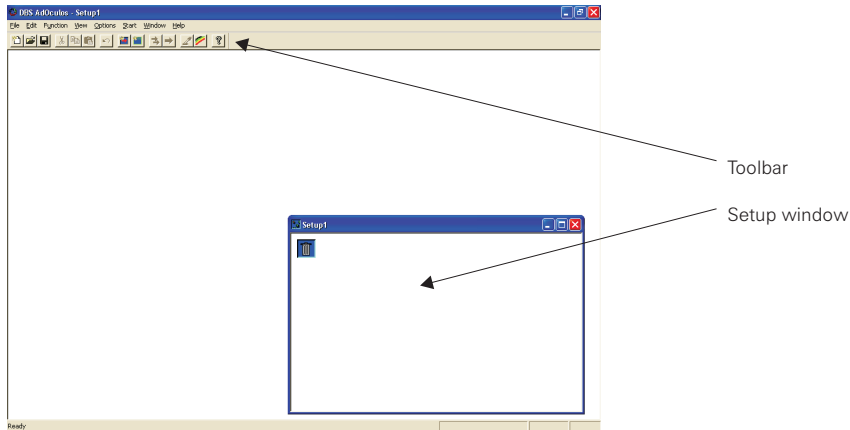 DBS AdOculos - Setup1
File Edit Function View Options Start Window Help
Toolbar
Setup window
Setup1
Ready